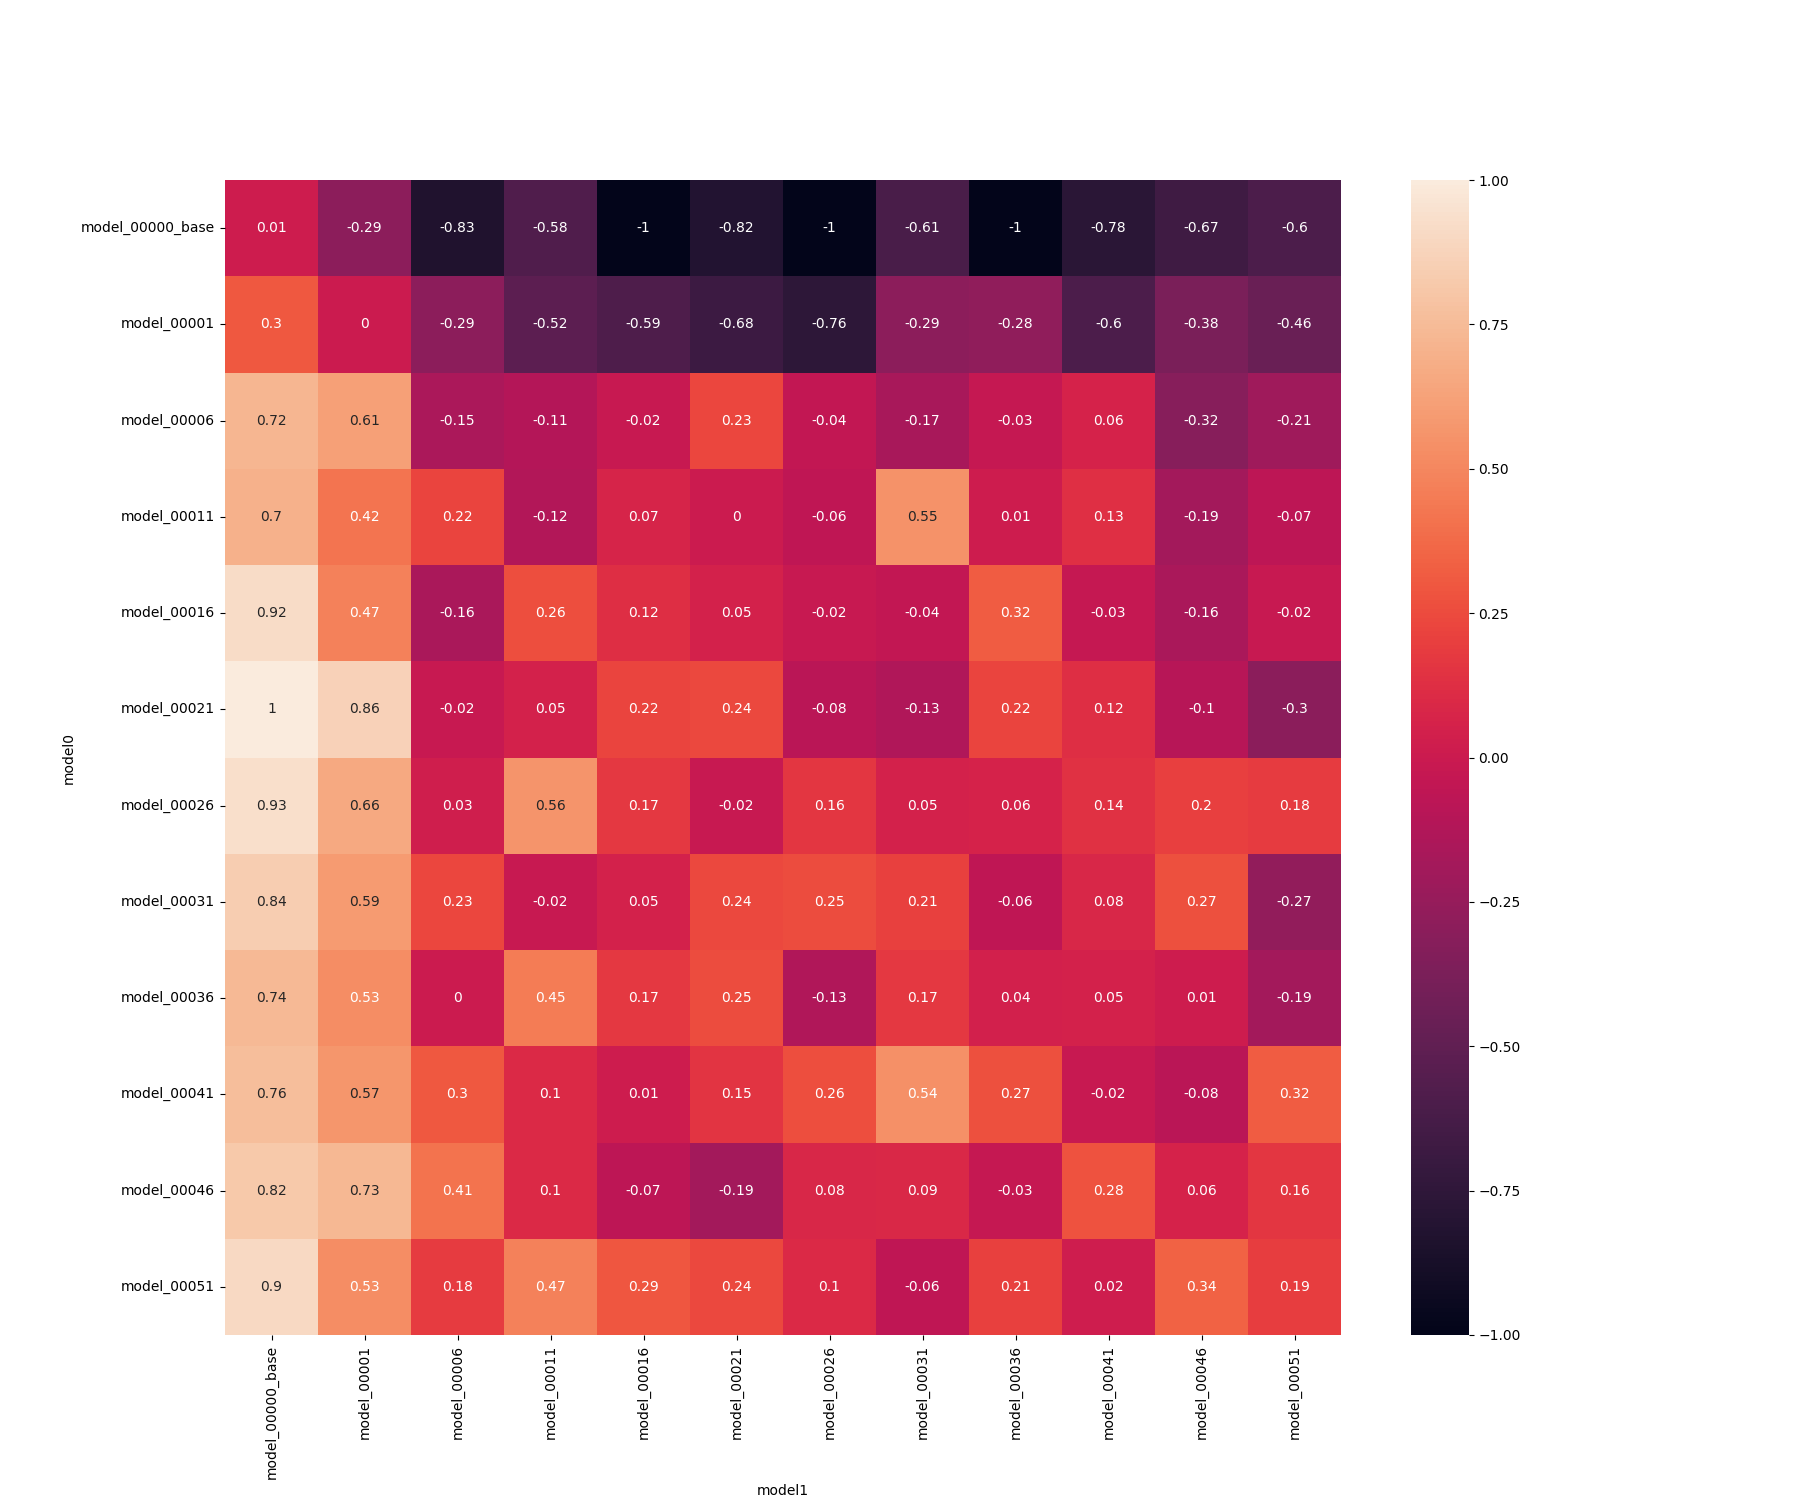 model_00000_base 0.01 -0.29 -0.83 -0.58 -1 -0.82 -1 -0.61 -1 -0.78 -0.67 -0.6
model_00001 0.3 0 -0.29 -0.52 -0.59 -0.68 -0.76 -0.29 -0.28 -0.6 -0.38 -0.46
model_00006 0.72 0.61 -0.15 -0.11 -0.02 0.23 -0.04 -0.17 -0.03 0.06 -0.32 -0.21
model_00011 0.7 0.42 0.22 -0.12 0.07 0 -0.06 0.55 0.01 0.13 -0.19 -0.07
model_00016 0.92 0.47 -0.16 0.26 0.12 0.05 -0.02 -0.04 0.32 -0.03 -0.16 -0.02
model_00021 1 0.86 -0.02 0.05 0.22 0.24 -0.08 -0.13 0.22 0.12 -0.1 -0.3
model_00026 0.93 0.66 0.03 0.56 0.17 -0.02 0.16 0.05 0.06 0.14 0.2 0.18
model_00031 0.84 0.59 0.23 -0.02 0.05 0.24 0.25 0.21 -0.06 0.08 0.27 -0.27
model_00036 0.74 0.53 0 0.45 0.17 0.25 -0.13 0.17 0.04 0.05 0.01 -0.19
model_00041 0.76 0.57 0.3 0.1 0.01 0.15 0.26 0.54 0.27 -0.02 -0.08 0.32
model_00046 0.82 0.73 0.41 0.1 -0.07 -0.19 0.08 0.09 -0.03 0.28 0.06 0.16
model_00051 0.9 0.53 0.18 0.47 0.29 0.24 0.1 -0.06 0.21 0.02 0.34 0.19
model0
model_00000_base
model_00001
model_00006
model_00011
model_00016
model_00021
model_00026
model_00031
model_00036
model_00041
model_00046
model_00051
model1
1.00
0.75
0.50
0.25
0.00
−0.25
−0.50
−0.75
−1.00